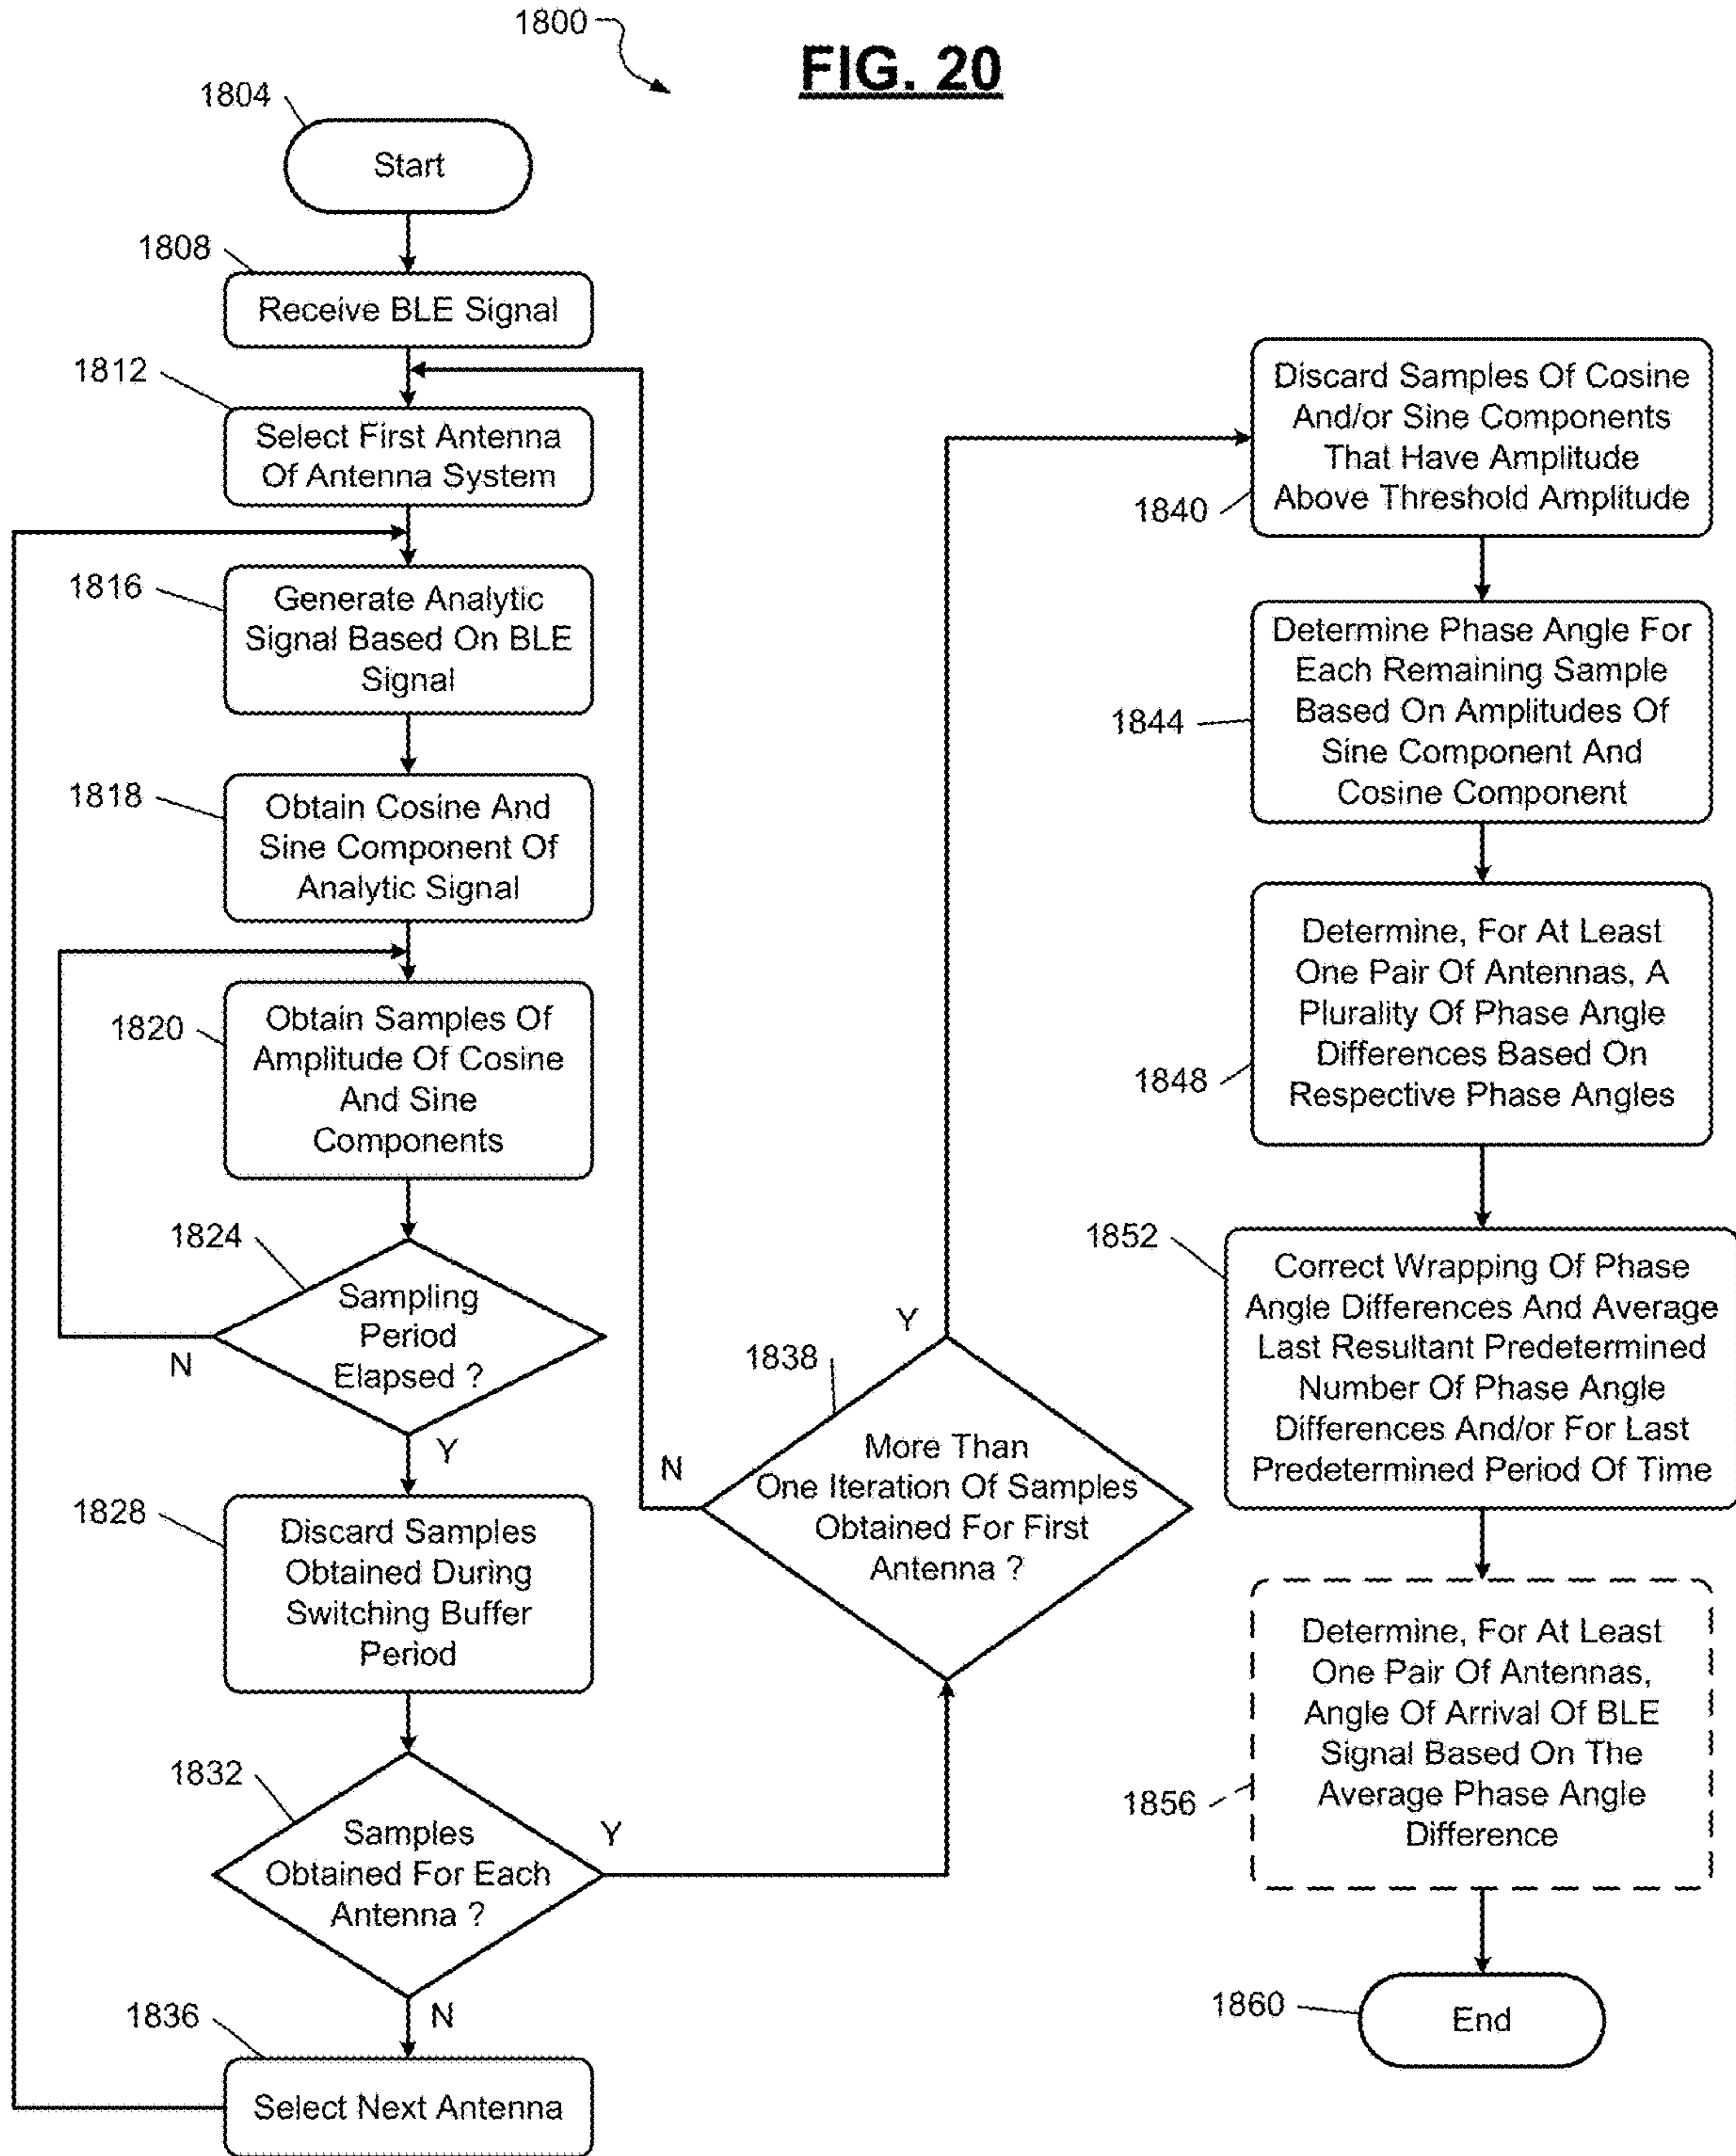 1800
FIG. 20
1804
Start
1808
Receive BLE Signal
1812
Select First Antenna
Of Antenna System
1816
Generate Analytic
Signal Based On BLE
Signal
1818
Obtain Cosine And
Sine Component Of
Analytic Signal
1820
Obtain Samples Of
Amplitude Of Cosine
And Sine
Components
1824
Sampling
Period
Elapsed ?
N
Y
1828
Discard Samples
Obtained During
Switching Buffer
Period
1832
Samples
Obtained For Each
Antenna ?
Y
N
1836
Select Next Antenna
1838
More Than
One Iteration Of Samples
Obtained For First
Antenna ?
N
Y
Discard Samples Of Cosine
And/or Sine Components
That Have Amplitude
Above Threshold Amplitude
1840
Determine Phase Angle For
Each Remaining Sample
Based On Amplitudes Of
Sine Component And
Cosine Component
1844
Determine, For At Least
One Pair Of Antennas, A
Plurality Of Phase Angle
Differences Based On
Respective Phase Angles
1848
1852
Correct Wrapping Of Phase
Angle Differences And Average
Last Resultant Predetermined
Number Of Phase Angle
Differences And/or For Last
Predetermined Period Of Time
Determine, For At Least
One Pair Of Antennas,
Angle Of Arrival Of BLE
Signal Based On The
Average Phase Angle
Difference
1856
1860
End